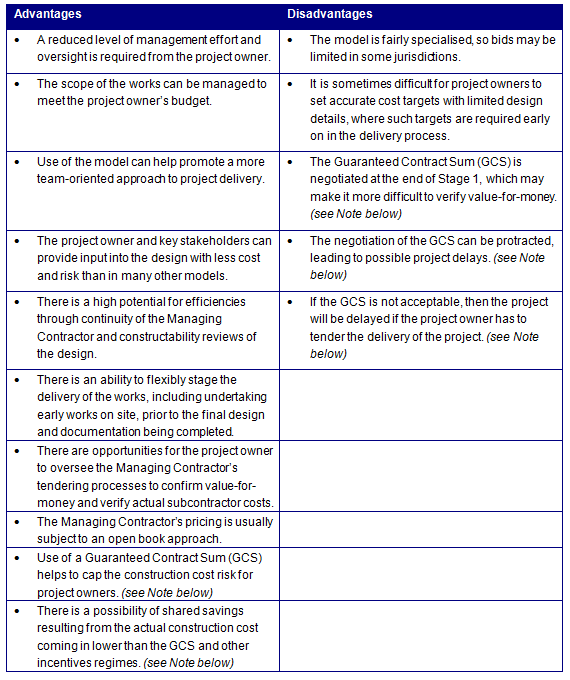 Advantages
Disadvantages
• A reduced level of management effort and
oversight is required from the project owner.
• The model is fairly specialised, so bids may be
limited in some jurisdictions.
• The scope of the works can be managed to
meet the project owner's budget.
• It is sometimes difficult for project owners to
set accurate cost targets with limited design
details, where such targets are required early
on in the delivery process.
• Use of the model can help promote a more
team-oriented approach to project delivery.
• The Guaranteed Contract Sum (GCS) is
negotiated at the end of Stage 1, which may
make it more difficult to verify value-for-money.
(see Note below)
• The project owner and key stakeholders can
provide input into the design with less cost
and risk than in many other models.
• The negotiation of the GCS can be protracted,
leading to possible project delays. (see Note
below)
• There is a high potential for efficiencies
through continuity of the Managing
Contractor and constructability reviews of
the design.
• If the GCS is not acceptable, then the project
will be delayed if the project owner has to
tender the delivery of the project. (see Note
below)
• There is an ability to flexibly stage the
delivery of the works, including undertaking
early works on site, prior to the final design
and documentation being completed.
• There are opportunities for the project owner
to oversee the Managing Contractor's
tendering processes to confirm value-for-
money and verify actual subcontractor costs.
• The Managing Contractor's pricing is usually
subject to an open book approach.
• Use of a Guaranteed Contract Sum (GCS)
helps to cap the construction cost risk for
project owners. (see Note below)
• There is a possibility of shared savings
resulting from the actual construction cost
coming in lower than the GCS and other
incentives regimes. (see Note below)